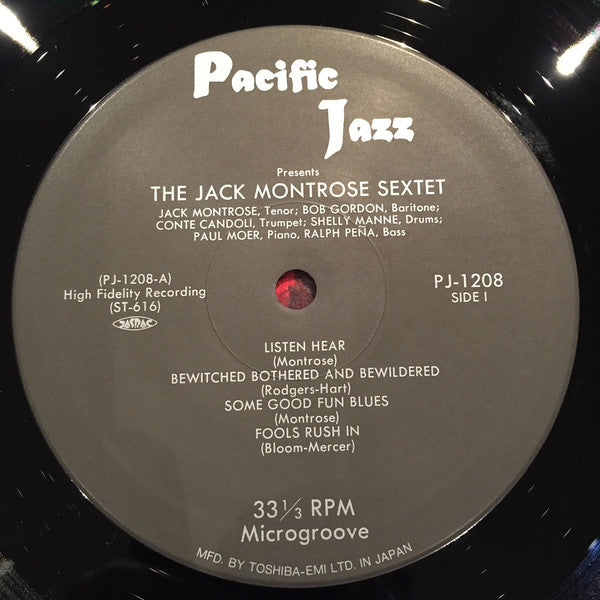 Pacific
Jazz
Presents
THE JACK MONTROSE SEXTET
JACK MONTROSE, Tenor; BOB GORDON, Baritone;
CONTE CANDOLI, Trumpet; SHELLY MANNE, Drums;
PAUL MOER, Piano, RALPH PEÑA, Bass
(PJ-1208-A)
High Fidelity Recording
(ST-616)
JASRAC
PJ-1208
SIDE I
LISTEN HEAR
(Montrose)
BEWITCHED BOTHERED AND BEWILDERED
(Rodgers-Hart)
SOME GOOD FUN BLUES
(Montrose)
FOOLS RUSH IN
(Bloom-Mercer)
33 1/3 RPM
Microgroove
MFD. BY TOSHIBA-EMI LTD. IN JAPAN